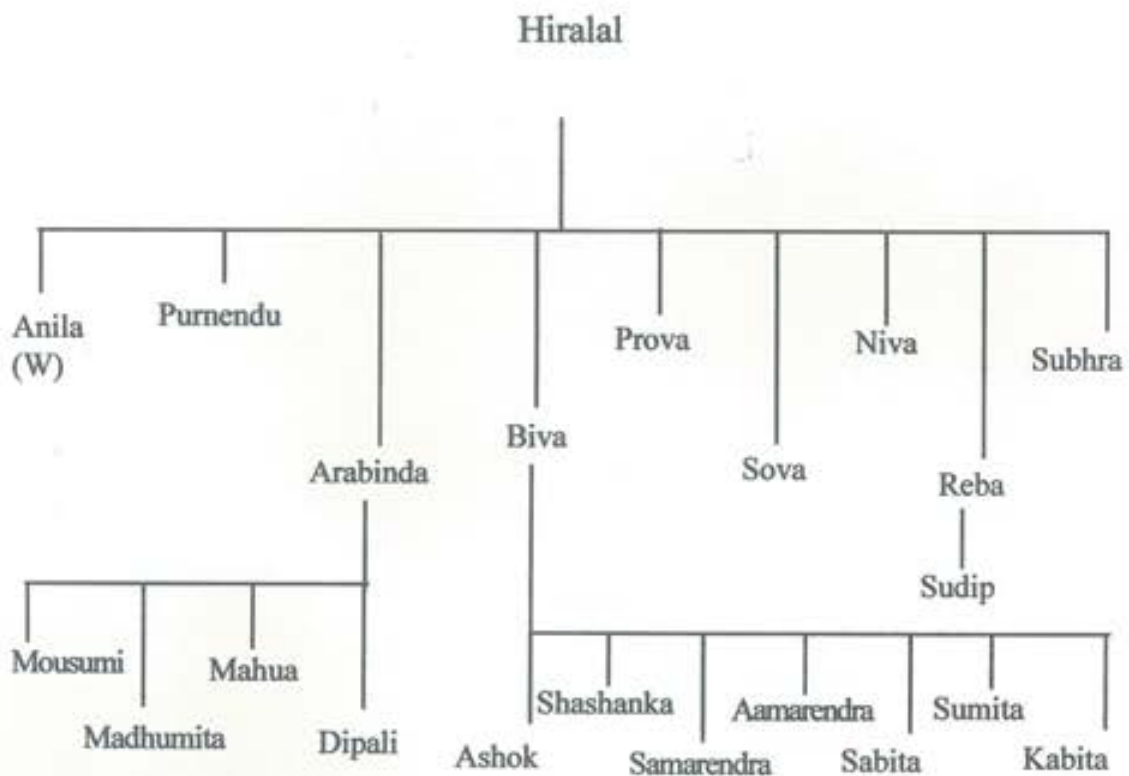 Hiralal
Anila
(W)
Purnendu
Arabinda
Biva
Prova
Sova
Niva
Reba
Subhra
Sudip
Mousumi
Madhumita
Mahua
Dipali
Ashok
Shashanka
Samarendra
Aamarendra
Sabita
Sumita
Kabita